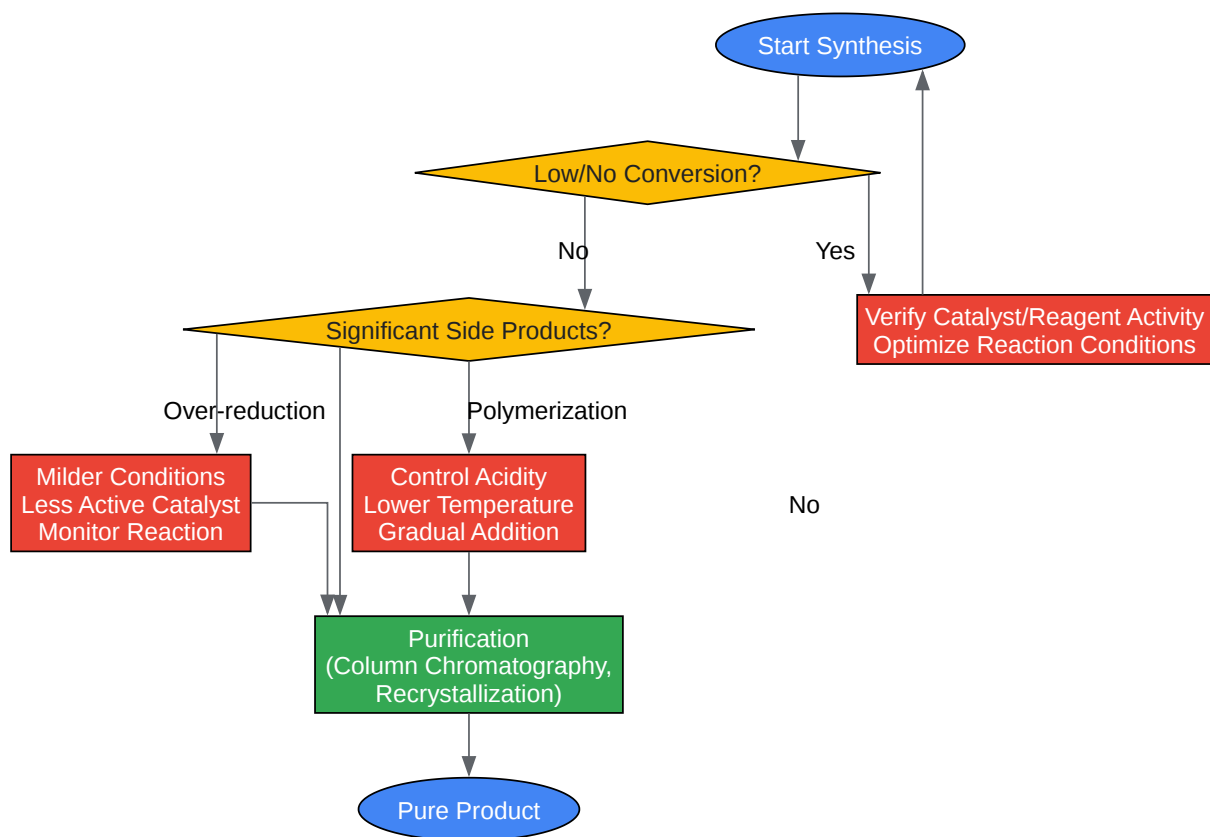 Start Synthesis
Low/No Conversion?
No
Yes
Verify Catalyst/Reagent Activity
Optimize Reaction Conditions
Significant Side Products?
Over-reduction
Polymerization
Milder Conditions
Less Active Catalyst
Monitor Reaction
Control Acidity
Lower Temperature
Gradual Addition
No
Purification
(Column Chromatography,
Recrystallization)
Pure Product